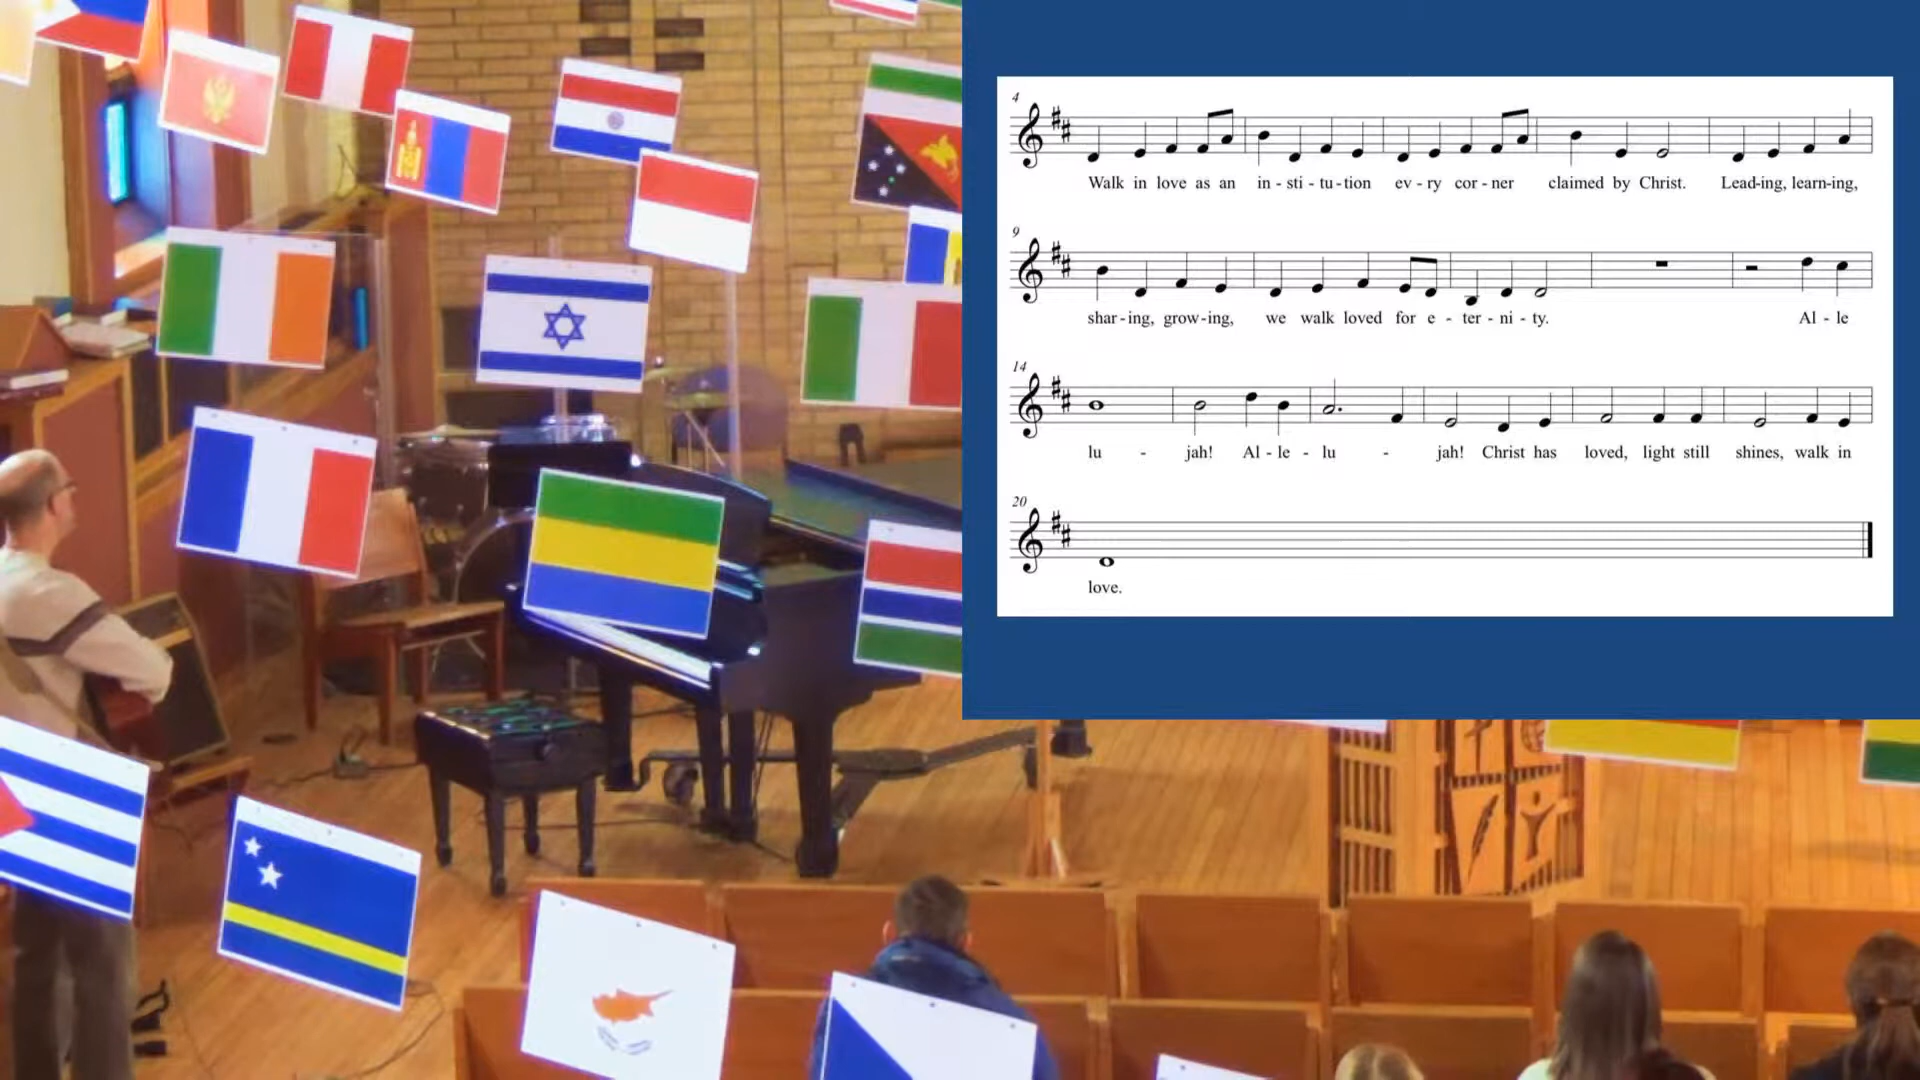 4
Walk in love as an in - sti - tu - tion ev - ry cor - ner claimed by Christ. Lead-ing, learn-ing,
9
shar - ing, grow - ing, we walk loved for e - ter - ni - ty. Al - le
14
lu - jah! Al - le - lu - jah! Christ has loved, light still shines, walk in
20
love.